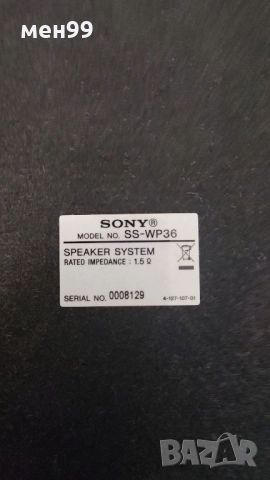 мен99
SONY®
MODEL NO. SS-WP36
SPEAKER SYSTEM
RATED IMPEDANCE : 1.5 Ω
SERIAL NO. 0008129
4-127-107-01
BAZAR